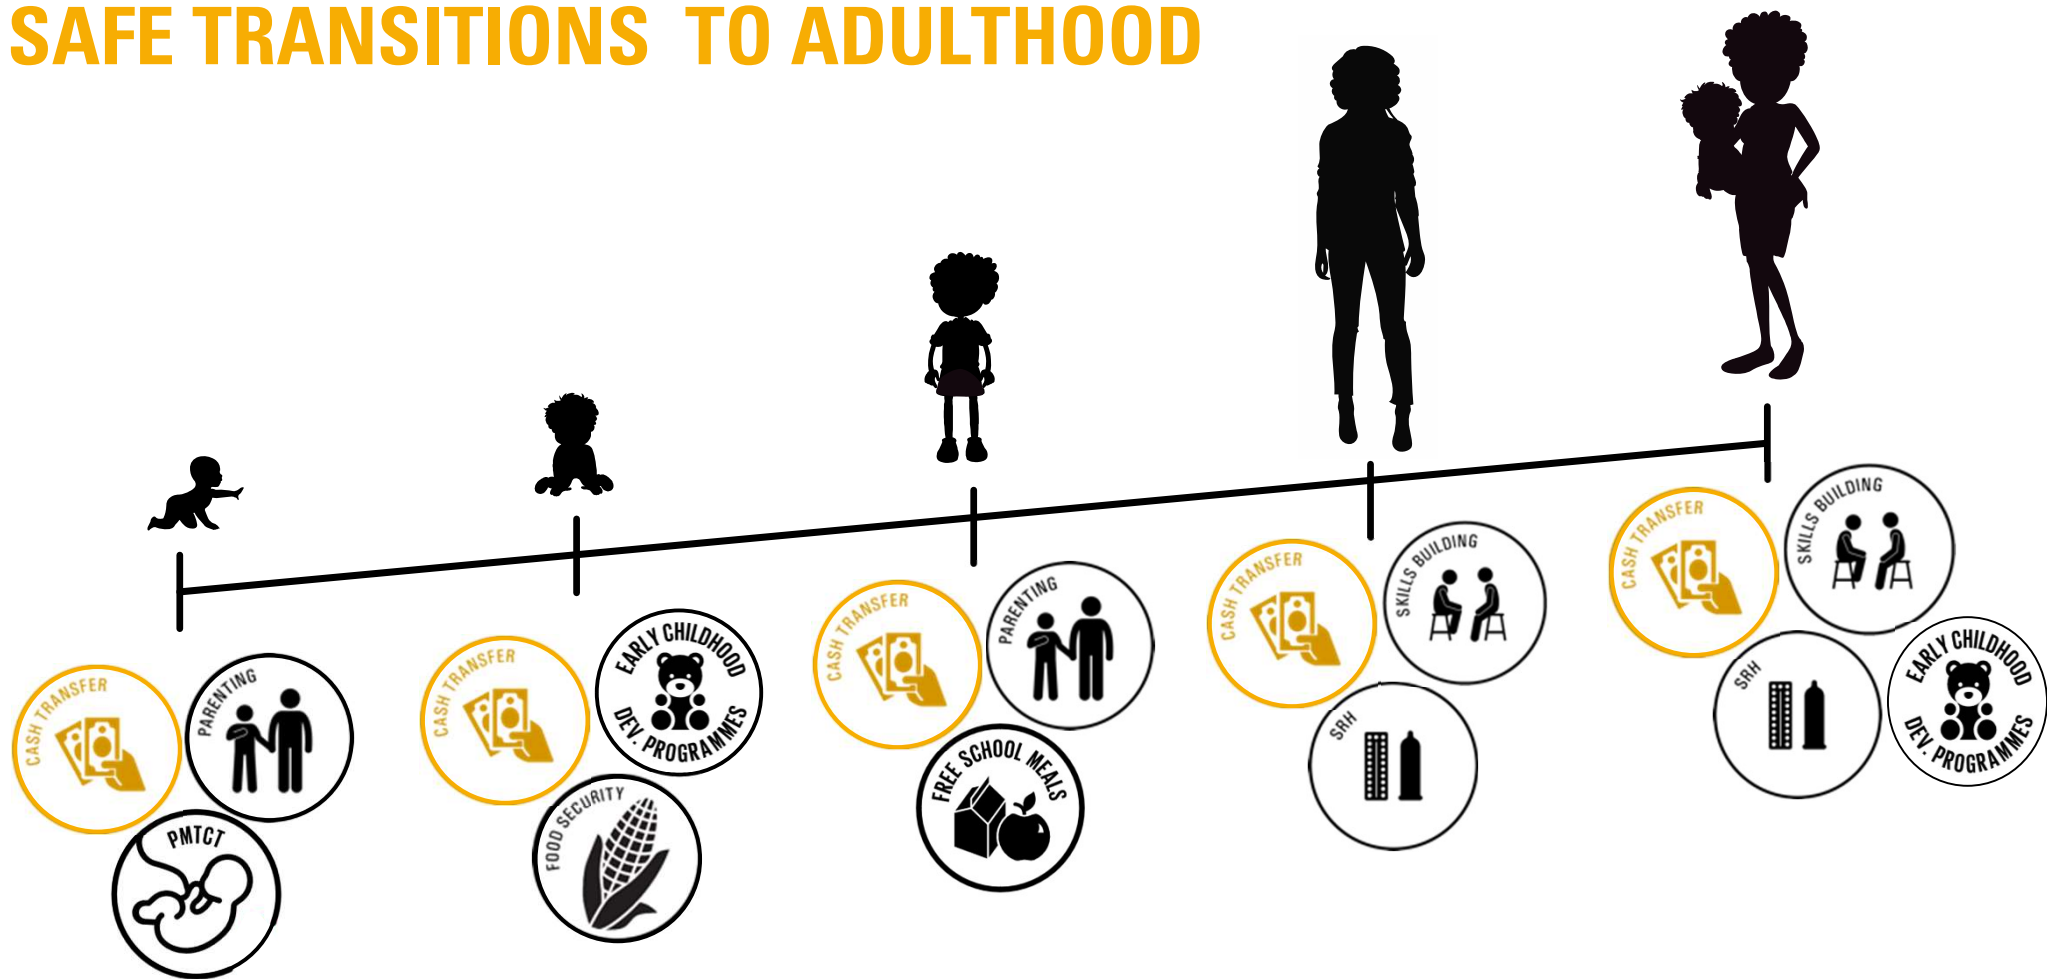 SAFE TRANSITIONS TO ADULTHOOD
CASH TRANSFER
PARENTING
PMTCT
CASH TRANSFER
EARLY CHILDHOOD
DEV. PROGRAMMES
FOOD SECURITY
CASH TRANSFER
PARENTING
FREE SCHOOL MEALS
CASH TRANSFER
SKILLS BUILDING
SRH
CASH TRANSFER
SKILLS BUILDING
SRH
EARLY CHILDHOOD
DEV. PROGRAMMES